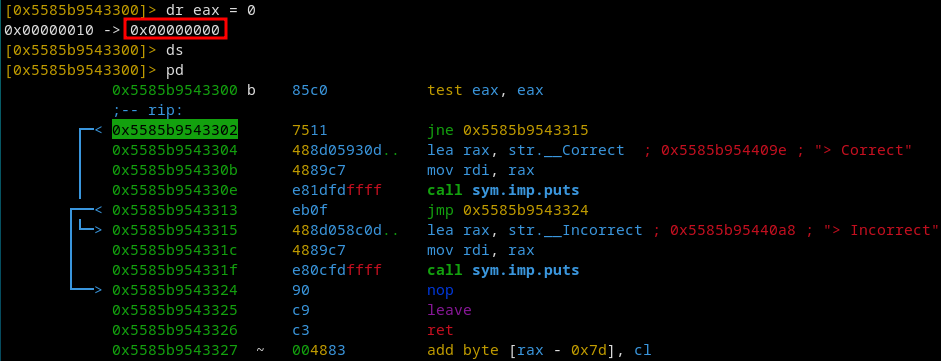 [0x5585b9543300]> dr eax = 0
0x00000010 -> 0x00000000
[0x5585b9543300]> ds
[0x5585b9543300]> pd
0x5585b9543300 b 85c0 test eax, eax
;-- rip:
< 0x5585b9543302 7511 jne 0x5585b9543315
0x5585b9543304 488d05930d.. lea rax, str.__Correct ; 0x5585b954409e ; "> Correct"
0x5585b954330b 4889c7 mov rdi, rax
0x5585b954330e e81dfdffff call sym.imp.puts
< 0x5585b9543313 eb0f jmp 0x5585b9543324
> 0x5585b9543315 488d058c0d.. lea rax, str.__Incorrect ; 0x5585b95440a8 ; "> Incorrect"
0x5585b954331c 4889c7 mov rdi, rax
0x5585b954331f e80cfdffff call sym.imp.puts
> 0x5585b9543324 90 nop
0x5585b9543325 c9 leave
0x5585b9543326 c3 ret
0x5585b9543327 ~ 004883 add byte [rax - 0x7d], cl